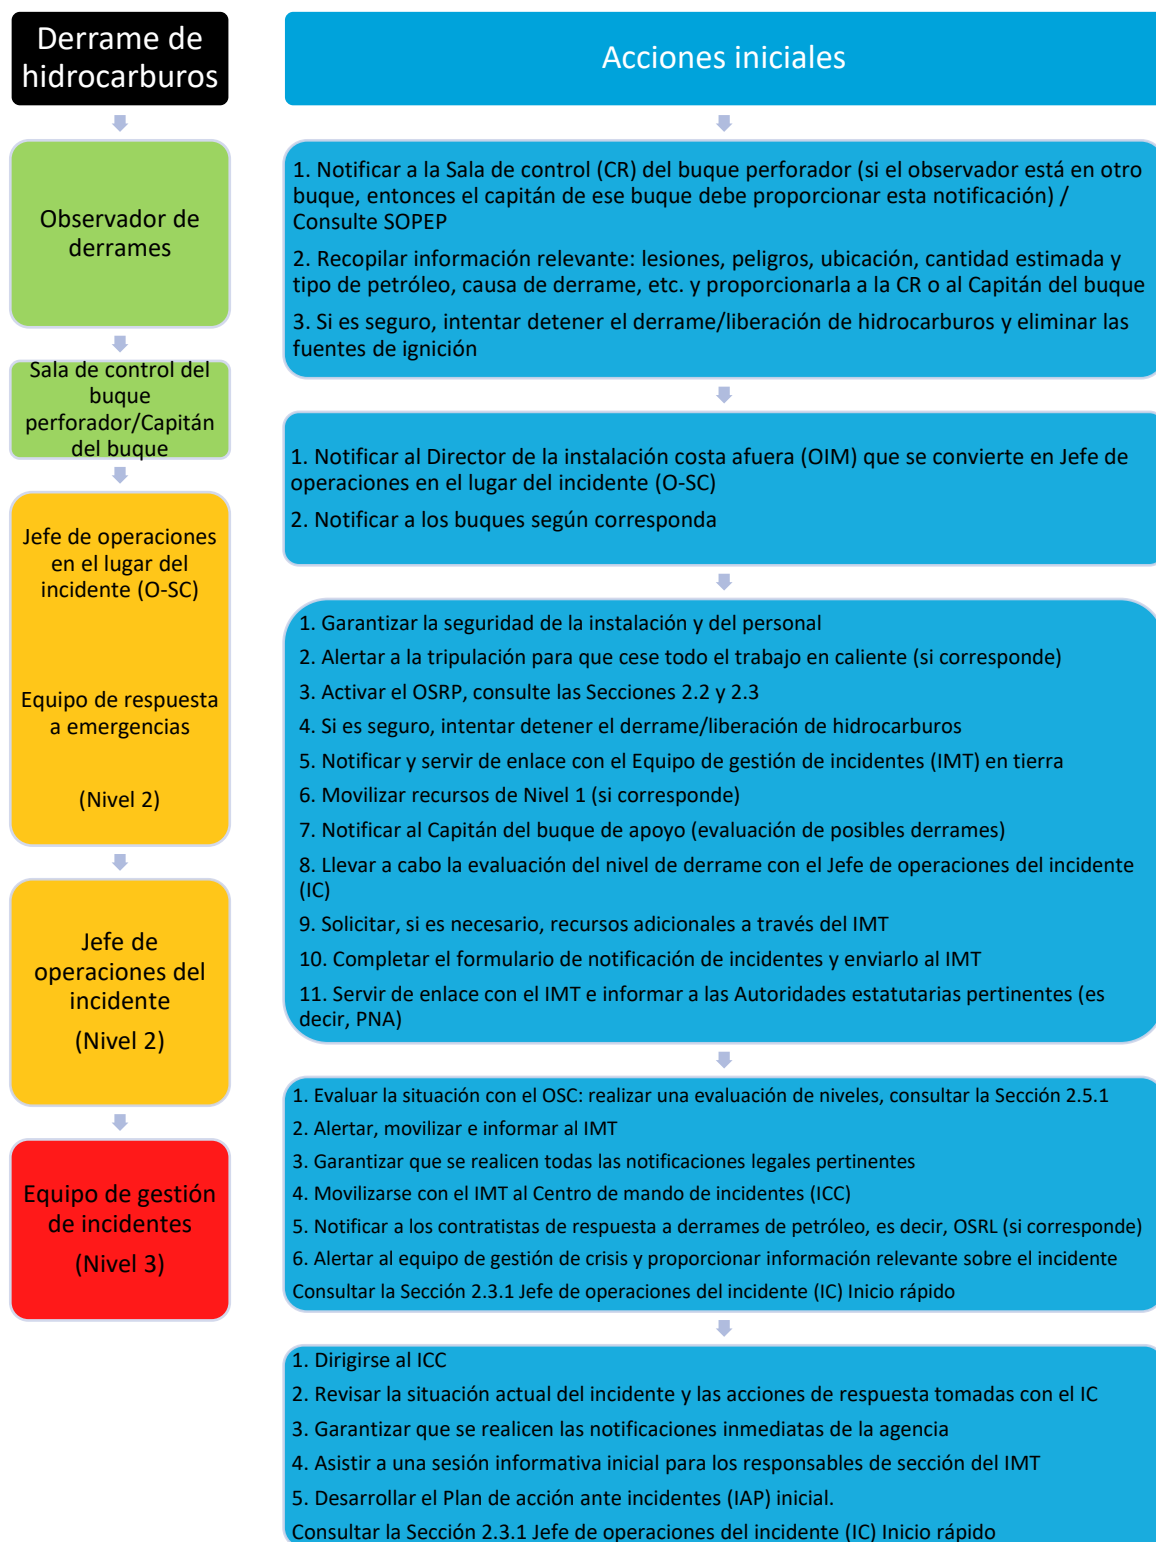 Derrame de
hidrocarburos
Acciones iniciales
Observador de
derrames
1. Notificar a la Sala de control (CR) del buque perforador (si el observador está en otro
buque, entonces el capitán de ese buque debe proporcionar esta notificación) /
Consulte SOPEP
2. Recopilar información relevante: lesiones, peligros, ubicación, cantidad estimada y
tipo de petróleo, causa de derrame, etc. y proporcionarla a la CR o al Capitán del buque
3. Si es seguro, intentar detener el derrame/liberación de hidrocarburos y eliminar las
fuentes de ignición
Sala de control del
buque
perforador/Capitán
del buque
1. Notificar al Director de la instalación costa afuera (OIM) que se convierte en Jefe de
operaciones en el lugar del incidente (O-SC)
2. Notificar a los buques según corresponda
Jefe de operaciones
en el lugar del
incidente (O-SC)
Equipo de respuesta
a emergencias
(Nivel 2)
1. Garantizar la seguridad de la instalación y del personal
2. Alertar a la tripulación para que cese todo el trabajo en caliente (si corresponde)
3. Activar el OSRP, consulte las Secciones 2.2 y 2.3
4. Si es seguro, intentar detener el derrame/liberación de hidrocarburos
5. Notificar y servir de enlace con el Equipo de gestión de incidentes (IMT) en tierra
6. Movilizar recursos de Nivel 1 (si corresponde)
7. Notificar al Capitán del buque de apoyo (evaluación de posibles derrames)
8. Llevar a cabo la evaluación del nivel de derrame con el Jefe de operaciones del incidente
(IC)
9. Solicitar, si es necesario, recursos adicionales a través del IMT
10. Completar el formulario de notificación de incidentes y enviarlo al IMT
11. Servir de enlace con el IMT e informar a las Autoridades estatutarias pertinentes (es
decir, PNA)
Jefe de
operaciones del
incidente
(Nivel 2)
1. Evaluar la situación con el OSC: realizar una evaluación de niveles, consultar la Sección 2.5.1
2. Alertar, movilizar e informar al IMT
3. Garantizar que se realicen todas las notificaciones legales pertinentes
4. Movilizarse con el IMT al Centro de mando de incidentes (ICC)
5. Notificar a los contratistas de respuesta a derrames de petróleo, es decir, OSRL (si corresponde)
6. Alertar al equipo de gestión de crisis y proporcionar información relevante sobre el incidente
Consultar la Sección 2.3.1 Jefe de operaciones del incidente (IC) Inicio rápido
Equipo de gestión
de incidentes
(Nivel 3)
1. Dirigirse al ICC
2. Revisar la situación actual del incidente y las acciones de respuesta tomadas con el IC
3. Garantizar que se realicen las notificaciones inmediatas de la agencia
4. Asistir a una sesión informativa inicial para los responsables de sección del IMT
5. Desarrollar el Plan de acción ante incidentes (IAP) inicial.
Consultar la Sección 2.3.1 Jefe de operaciones del incidente (IC) Inicio rápido